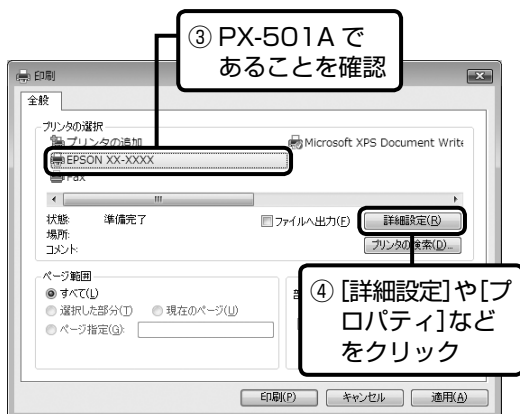 ③ PX-501A で
あることを確認
印刷
全般
プリンタの選択
プリンタの追加
Microsoft XPS Document Write
EPSON XX-XXXX
Fax
状態: 準備完了
ファイルへ出力(F)
詳細設定(R)
場所:
コメント:
プリンタの検索(D)...
ページ範囲
すべて(L)
選択した部分(T)
現在のページ(U)
ページ指定(G):
④ [詳細設定]や[プ
ロパティ]など
をクリック
印刷(P)
キャンセル
適用(A)